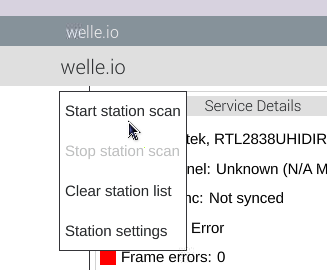 welle.io
welle.io
Start station scan
Service Details
tek, RTL2838UHIDIR
Stop station scan
nel: Unknown (N/A M
Clear station list
nc: Not synced
Station settings
Error
Frame errors: 0